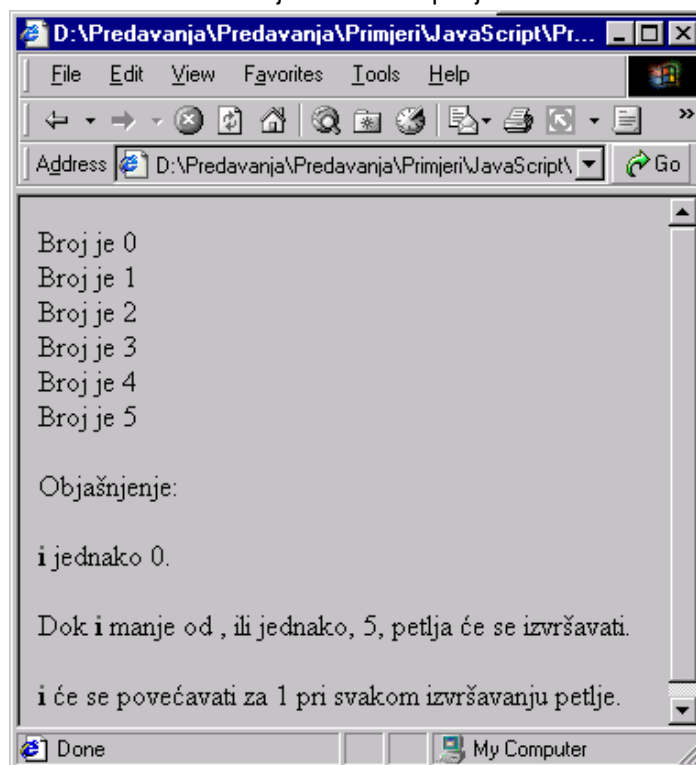 D:\Predavanja\Predavanja\Primjeri\JavaScript\Pr...
File Edit View Favorites Tools Help
Address D:\Predavanja\Predavanja\Primjeri\JavaScript\ Go
Broj je 0
Broj je 1
Broj je 2
Broj je 3
Broj je 4
Broj je 5
Objašnjenje:
i jednako 0.
Dok i manje od , ili jednako, 5, petlja će se izvršavati.
i će se povećavati za 1 pri svakom izvršavanju petlje.
Done My Computer